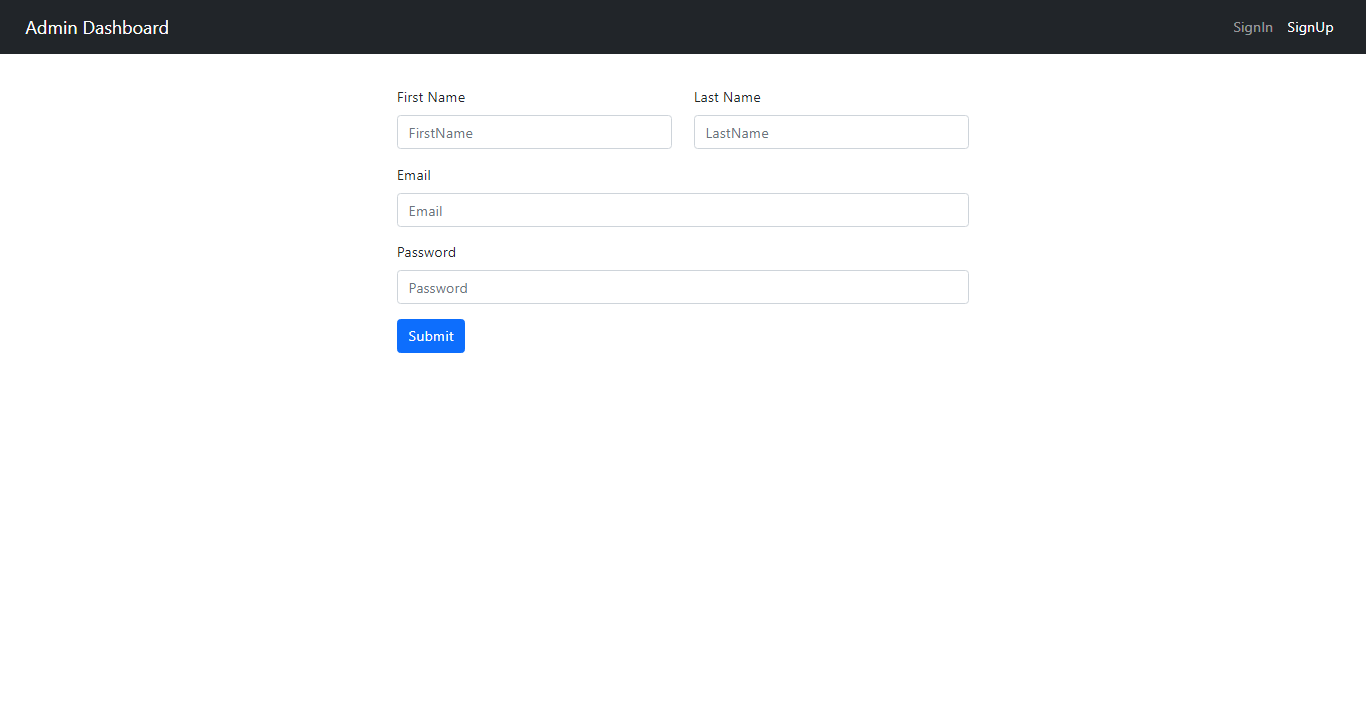 Admin Dashboard SignIn SignUp
First Name Last Name
FirstName LastName
Email
Email
Password
Password
Submit